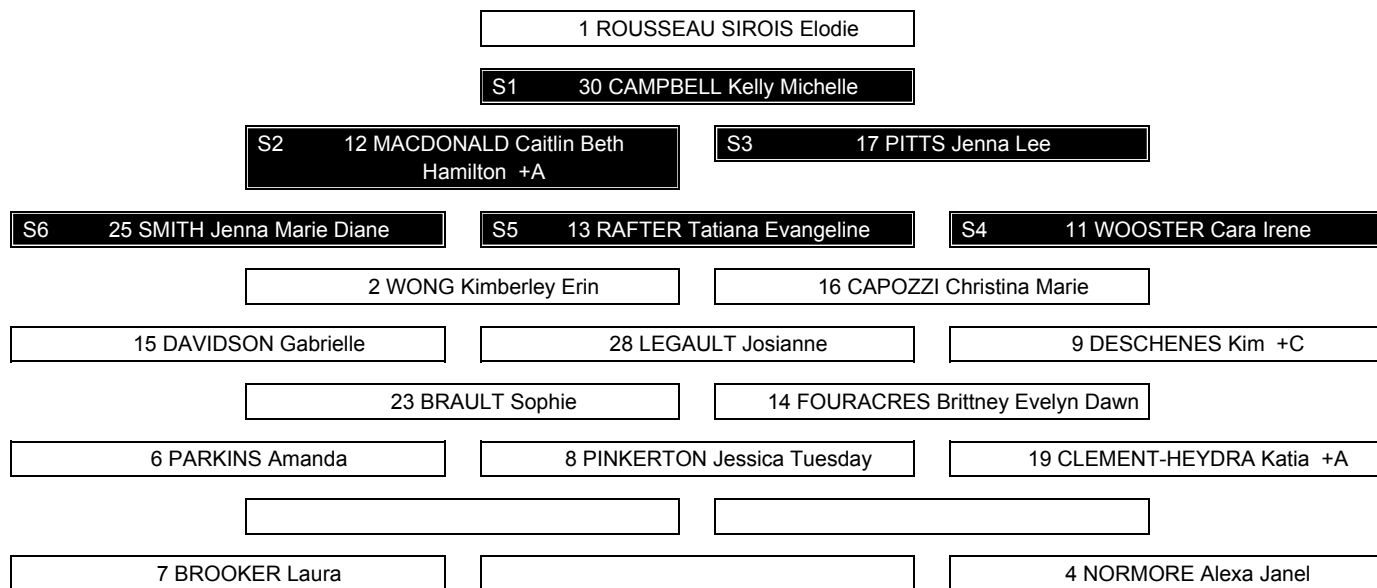 1 ROUSSEAU SIROIS Elodie
S1 30 CAMPBELL Kelly Michelle
S2 12 MACDONALD Caitlin Beth
Hamilton +A
S3 17 PITTS Jenna Lee
S6 25 SMITH Jenna Marie Diane
S5 13 RAFTER Tatiana Evangeline
S4 11 WOOSTER Cara Irene
2 WONG Kimberley Erin
16 CAPOZZI Christina Marie
15 DAVIDSON Gabrielle
28 LEGAULT Josianne
9 DESCHENES Kim +C
23 BRAULT Sophie
14 FOURACRES Brittney Evelyn Dawn
6 PARKINS Amanda
8 PINKERTON Jessica Tuesday
19 CLEMENT-HEYDRA Katia +A
7 BROOKER Laura
4 NORMORE Alexa Janel